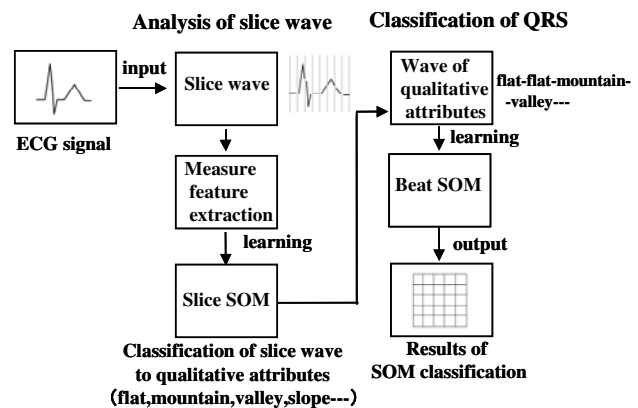 Analysis of slice wave
Classification of QRS
input
ECG signal
Slice wave
Measure
feature
extraction
learning
Slice SOM
Classification of slice wave
to qualitative attributes
(flat,mountain,valley,slope---)
Wave of
qualitative
attributes
flat-flat-mountain-
-valley---
learning
Beat SOM
output
Results of
SOM classification